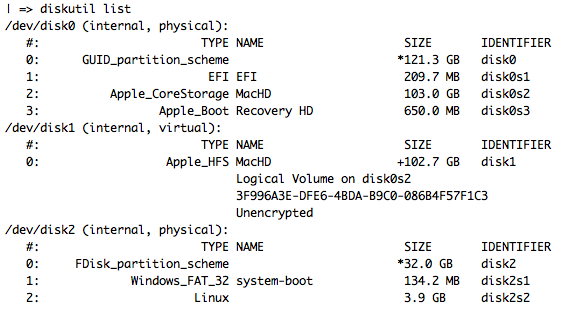 | => diskutil list
/dev/disk0 (internal, physical):
   #:                       TYPE NAME                    SIZE       IDENTIFIER
   0:      GUID_partition_scheme                        *121.3 GB   disk0
   1:                        EFI EFI                     209.7 MB   disk0s1
   2:          Apple_CoreStorage MacHD                   103.0 GB   disk0s2
   3:                 Apple_Boot Recovery HD             650.0 MB   disk0s3
/dev/disk1 (internal, virtual):
   #:                       TYPE NAME                    SIZE       IDENTIFIER
   0:                  Apple_HFS MacHD                  +102.7 GB   disk1
                                 Logical Volume on disk0s2
                                 3F996A3E-DFE6-4BDA-B9C0-086B4F57F1C3
                                 Unencrypted
/dev/disk2 (internal, physical):
   #:                       TYPE NAME                    SIZE       IDENTIFIER
   0:     FDisk_partition_scheme                        *32.0 GB    disk2
   1:             Windows_FAT_32 system-boot             134.2 MB   disk2s1
   2:                      Linux                         3.9 GB     disk2s2